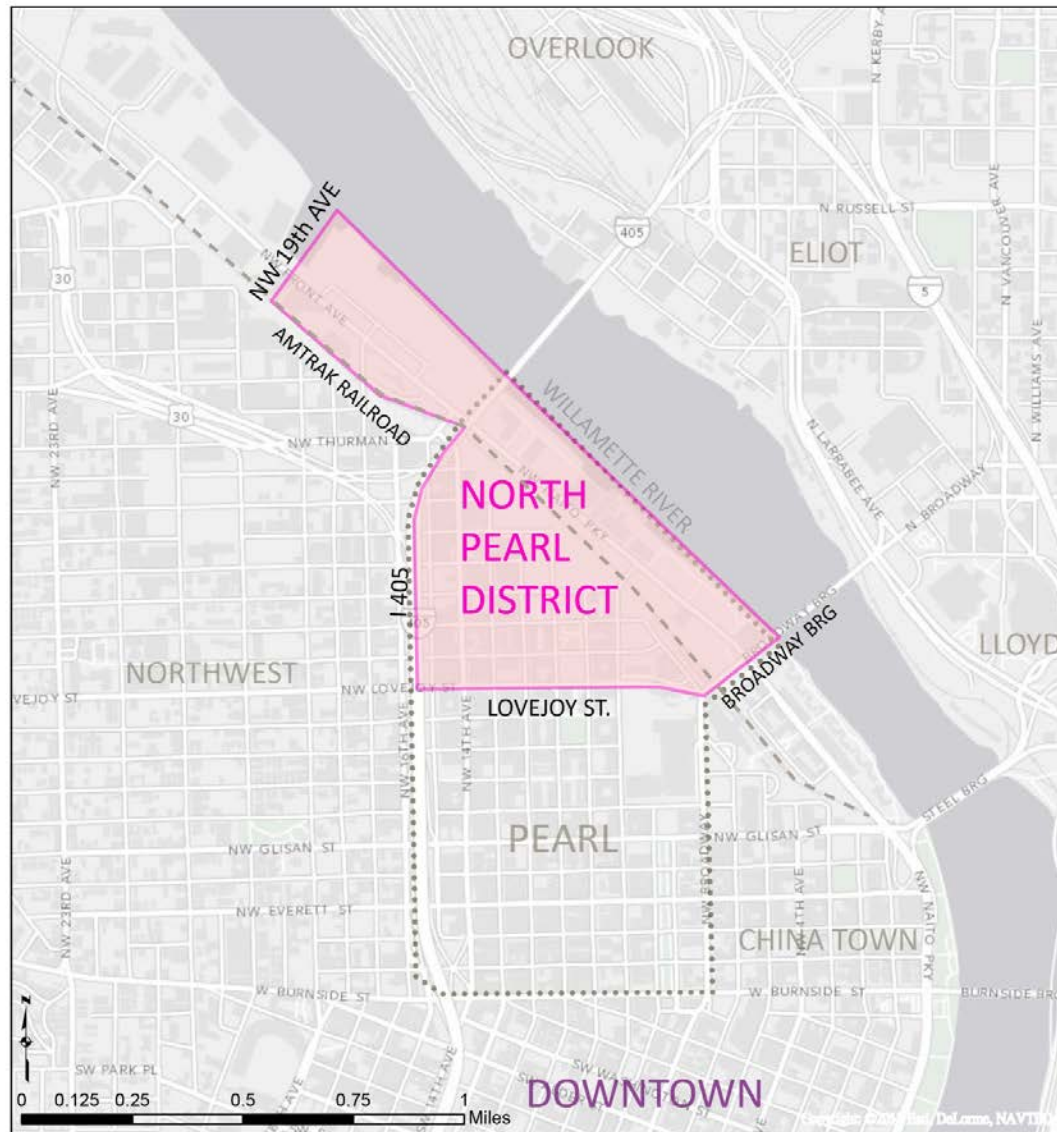 OVERLOOK
N KERBY A
NW 19th AVE
N RUSSELL ST
405
ELIOT
N VANCOUVER AVE
30
5
N WILLIAMS AVE
AMTRAK RAILROAD
NW 23RD AVE
30
NW THURMAN
WILLAMETTE RIVER
N LARRABEE AVE
N BROADWAY
NORTH
PEARL
DISTRICT
I 405
405
BROADWAY BRG
LLOYD
NORTHWEST
VEJOY ST
NW LOVEJOY ST
LOVEJOY ST.
NW 16TH AVE
NW 14TH AVE
STEEL BRG
PEARL
NW GLISAN ST
NW GLISAN ST
NW BROADWAY
NW 4TH AVE
NW 23RD AVE
NW EVERETT ST
CHINA TOWN
NW NAITO PKY
W BURNSIDE ST
W BURNSIDE ST
BURNSIDE BRG
Z
SW PARK PL
DOWNTOWN
0 0.125 0.25 0.5 0.75 1
Miles